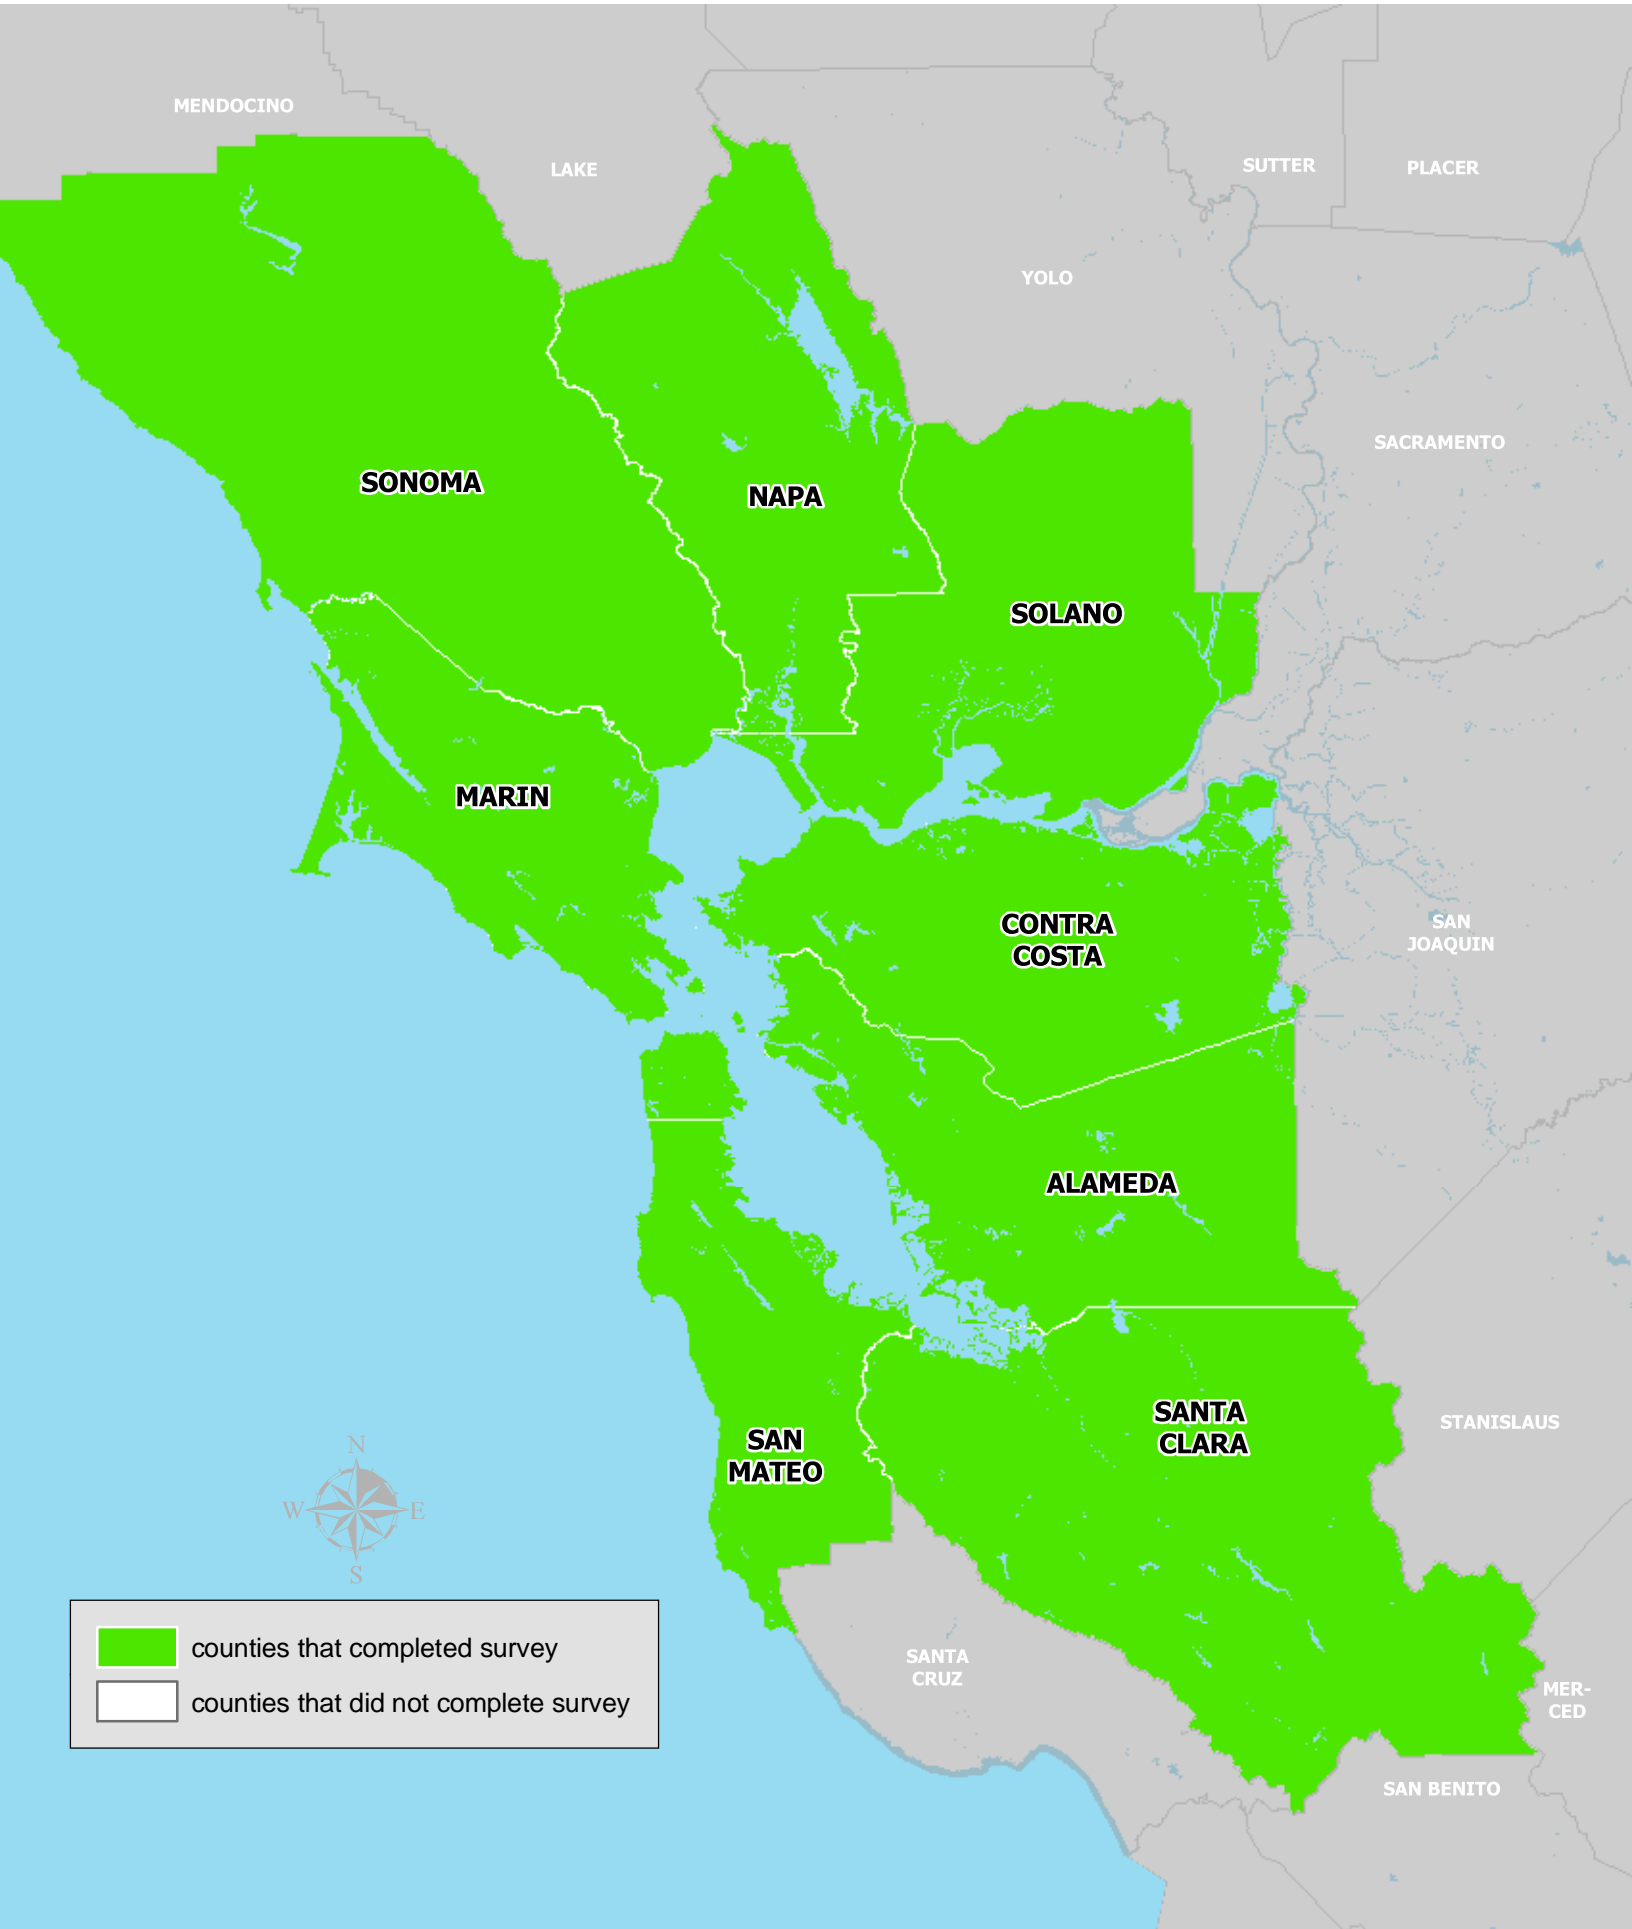 MENDOCINO
LAKE
SUTTER
PLACER
YOLO
SACRAMENTO
SONOMA
NAPA
SOLANO
MARIN
CONTRA
COSTA
SAN
JOAQUIN
ALAMEDA
SANTA
CLARA
STANISLAUS
SAN
MATEO
N
W
E
S
counties that completed survey
counties that did not complete survey
SANTA
CRUZ
MER-
CED
SAN BENITO